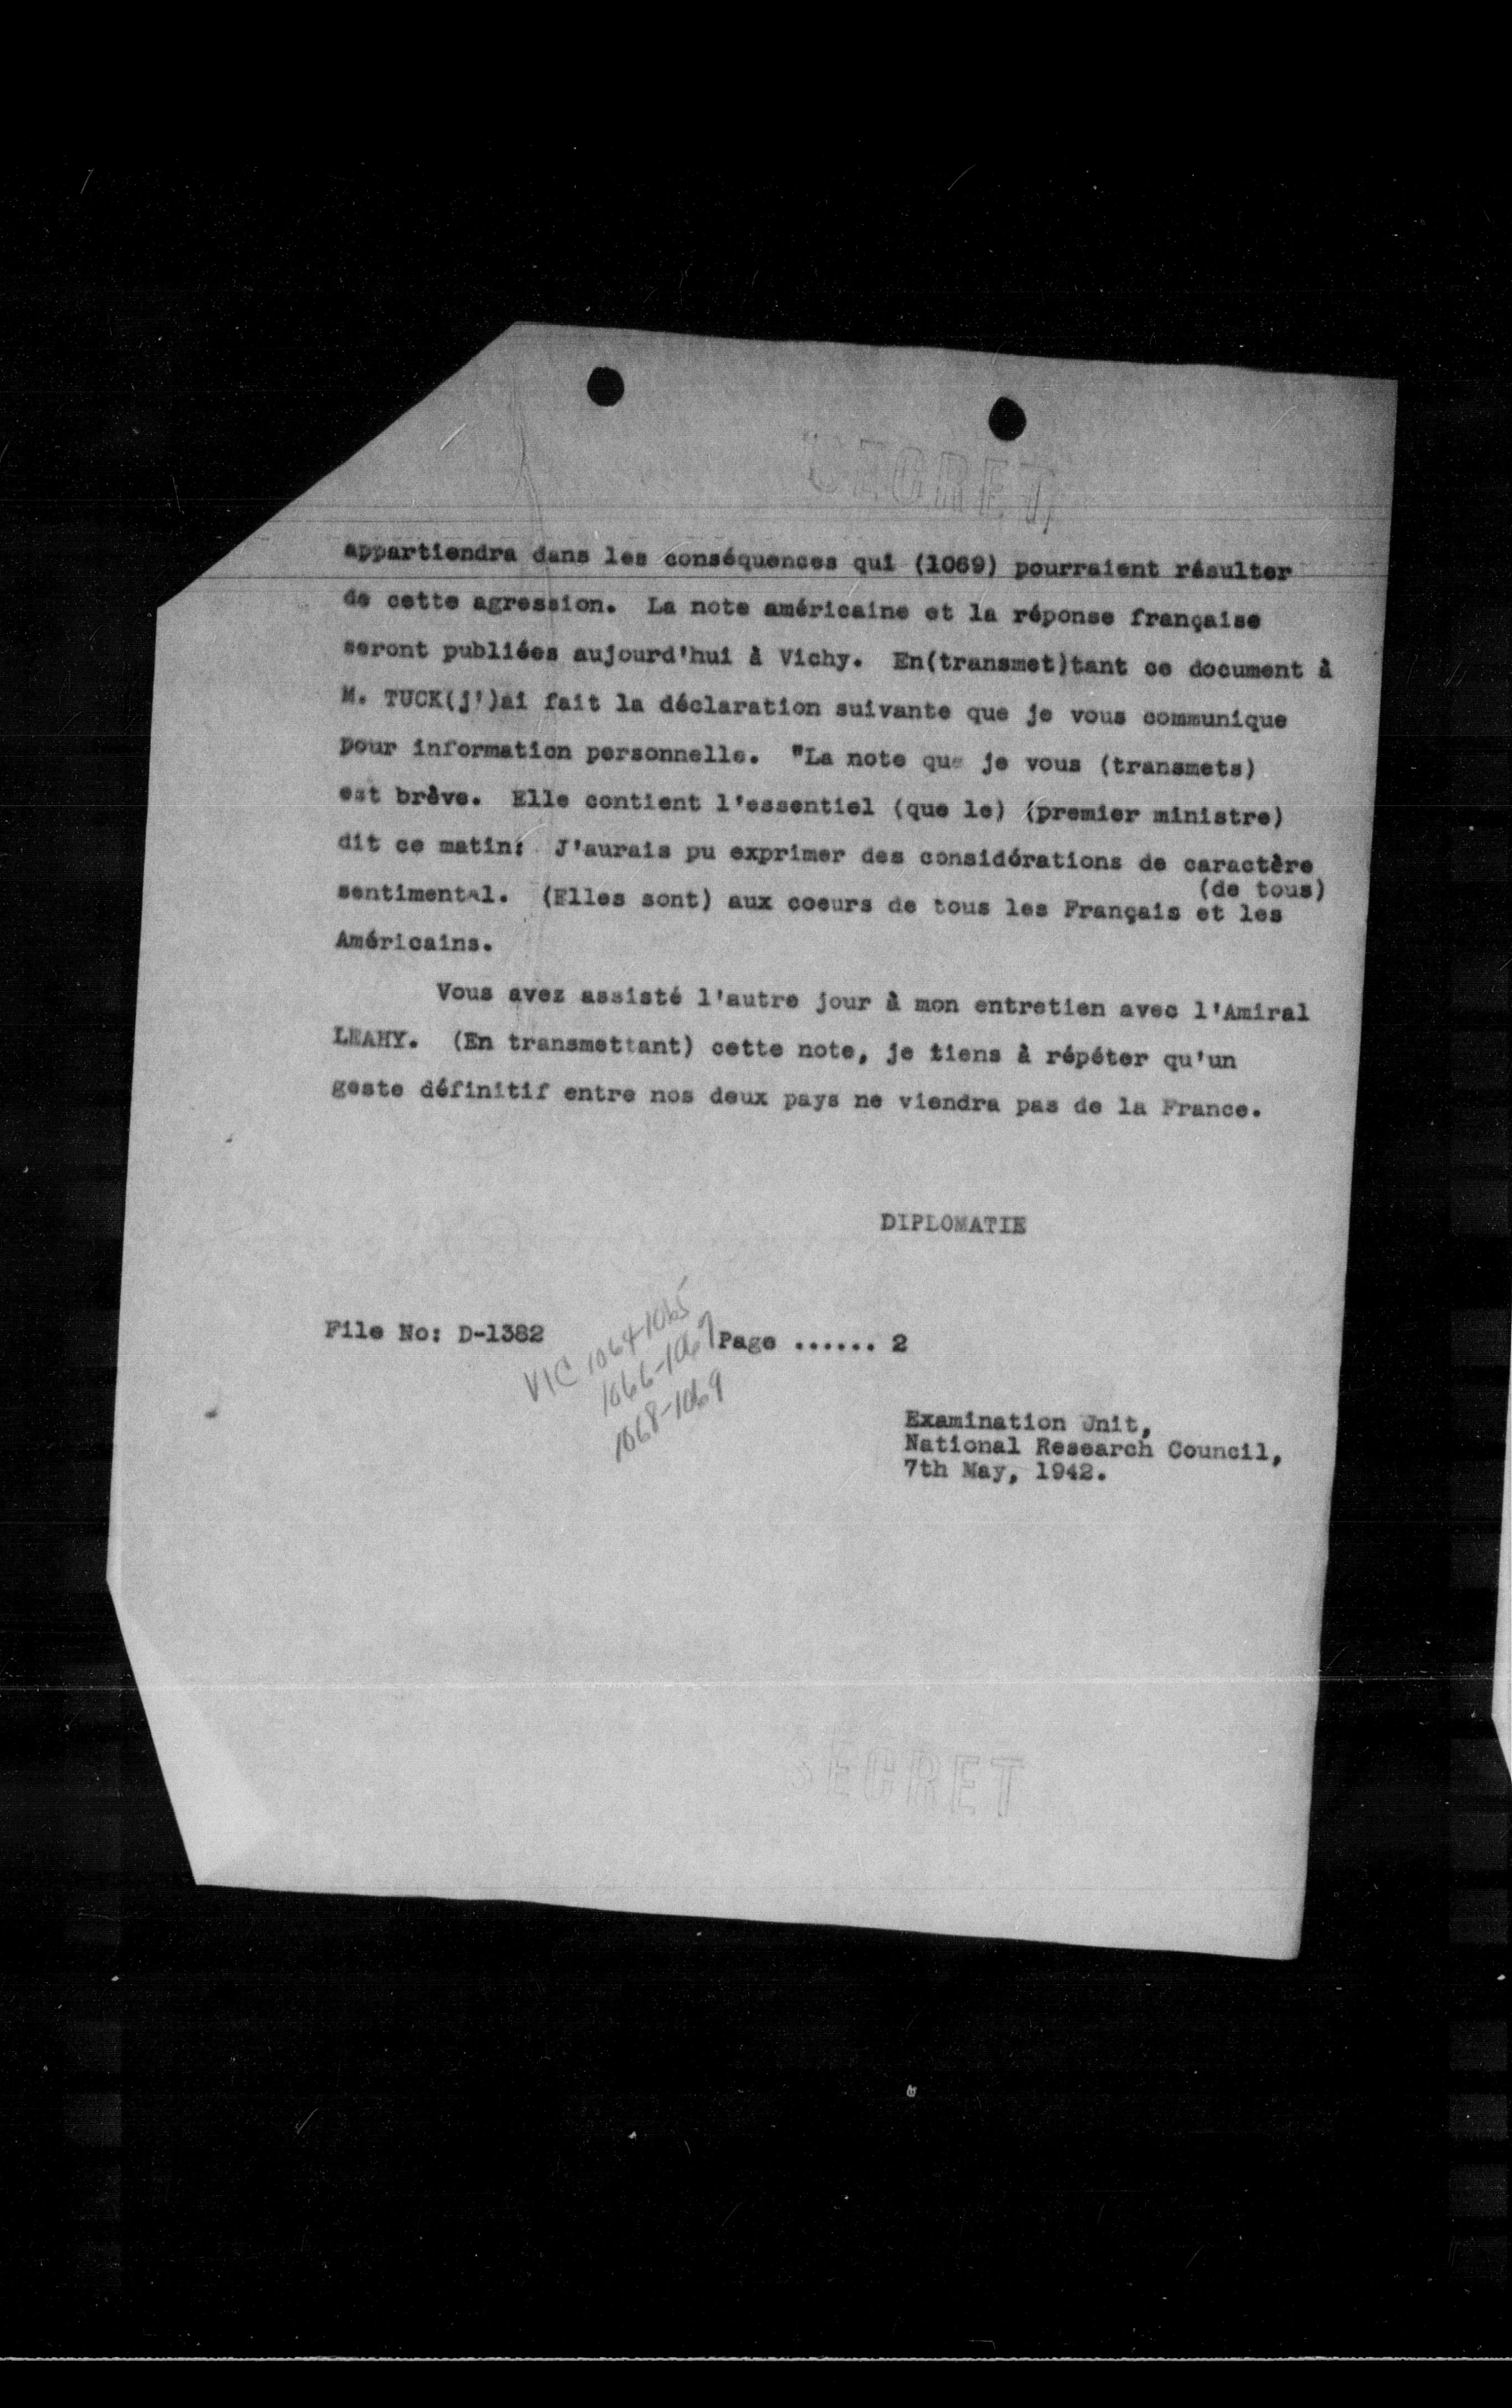 SECRET
appartiendra dans les conséquences qui (1069) pourraient résulter
de cette agression. La note américaine et la réponse française
seront publiées aujourd'hui à Vichy. En(transmet)tant ce document à
M. TUCK(j')ai fait la déclaration suivante que je vous communique
pour information personnelle. "La note que je vous (transmets)
est brève. Elle contient l'essentiel (que le) (premier ministre)
dit ce matin: J'aurais pu exprimer des considérations de caractère
(de tous)
sentimental. (Elles sont) aux coeurs de tous les Français et les
Américains.
Vous avez assisté l'autre jour à mon entretien avec l'Amiral
LEAHY. (En transmettant) cette note, je tiens à répéter qu'un
geste définitif entre nos deux pays ne viendra pas de la France.
DIPLOMATIE
File No: D-1382
Page ...... 2
VIC 1064-1065
1066-1067
1068-1069
Examination Unit,
National Research Council,
7th May, 1942.
SECRET